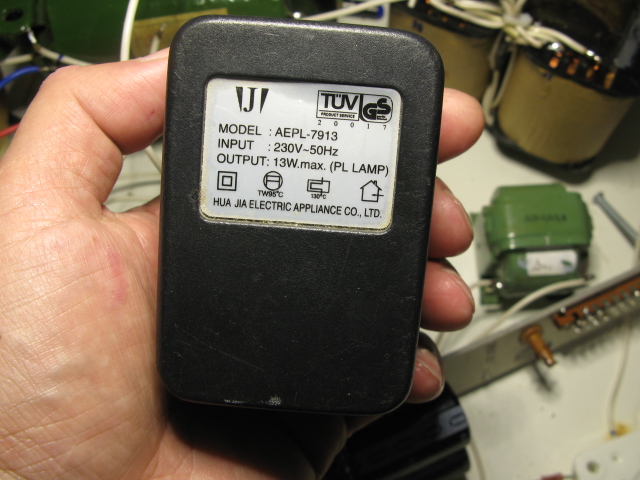 TÜV
PRODUCT SERVICE
GS
20017
MODEL : AEPL-7913
INPUT : 230V~50Hz
OUTPUT: 13W.max. (PL LAMP)
TW95°C
130°C
HUA JIA ELECTRIC APPLIANCE CO., LTD.